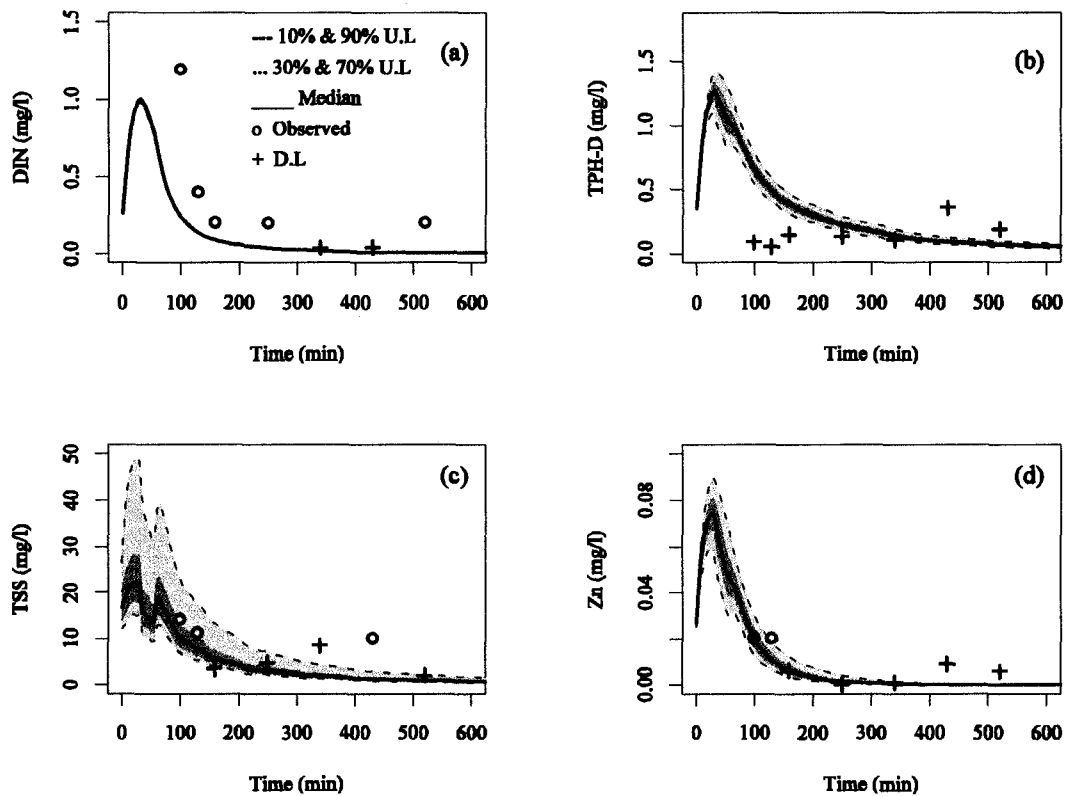 (a)
--- 10% & 90% U.L
... 30% & 70% U.L
____ Median
o Observed
+ D.L
DIN (mg/l)
0.0 0.5 1.0 1.5
0 100 200 300 400 500 600
Time (min)
(b)
TPH-D (mg/l)
0.0 0.5 1.0 1.5
0 100 200 300 400 500 600
Time (min)
(c)
TSS (mg/l)
0 10 20 30 40 50
0 100 200 300 400 500 600
Time (min)
(d)
Zn (mg/l)
0.00 0.04 0.08
0 100 200 300 400 500 600
Time (min)